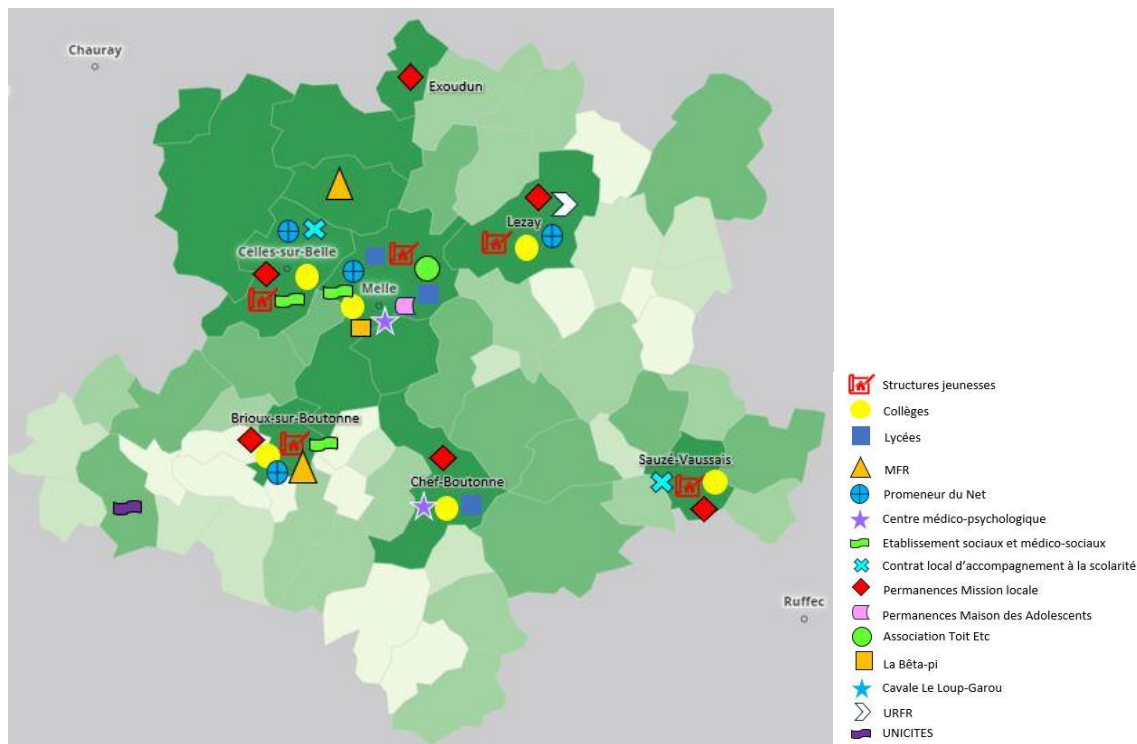 Chauray
Exoudun
Lezay
Celles-sur-Belle
Melle
Brioux-sur-Boutonne
Chef-Boutonne
Sauzé-Vaussais
Ruffec
Structures jeunesses
Collèges
Lycées
MFR
Promeneur du Net
Centre médico-psychologique
Etablissement sociaux et médico-sociaux
Contrat local d'accompagnement à la scolarité
Permanences Mission locale
Permanences Maison des Adolescents
Association Toit Etc
La Bêta-pi
Cavale Le Loup-Garou
URFR
UNICITES